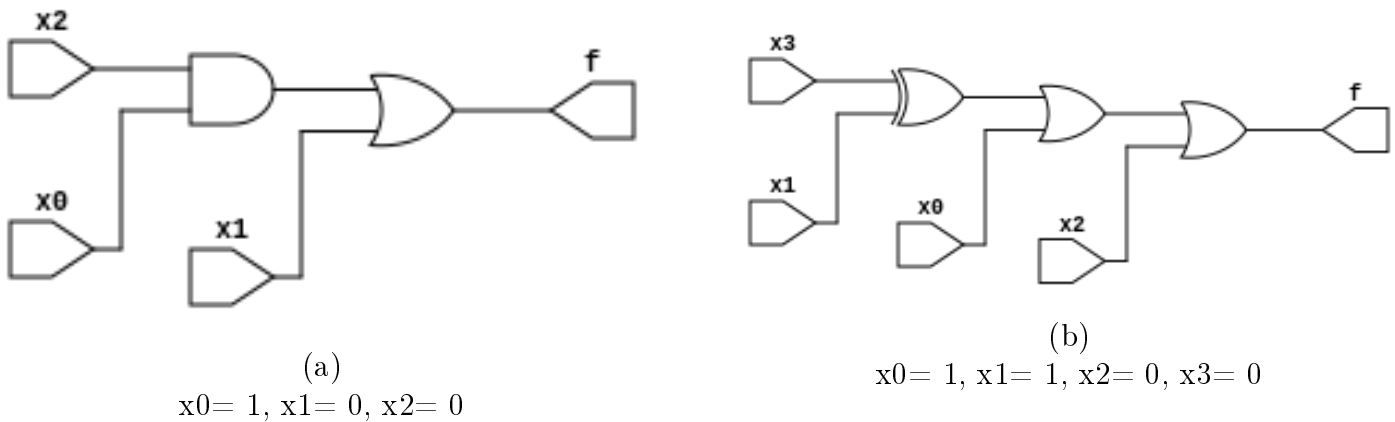 x2
f
x0
x1
(a)
x0= 1, x1= 0, x2= 0
x3
f
x1
x0
x2
(b)
x0= 1, x1= 1, x2= 0, x3= 0